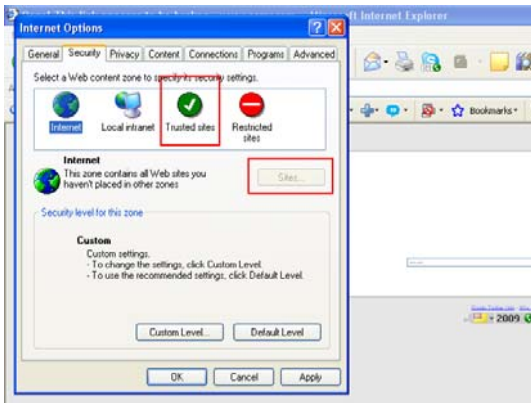 Microsoft Internet Explorer
Internet Options
General Security Privacy Content Connections Programs Advanced
Select a Web content zone to specify its security settings.
Internet Local intranet Trusted sites Restricted sites
Internet
This zone contains all Web sites you
haven't placed in other zones
Sites...
Security level for this zone
Custom
Custom settings.
- To change the settings, click Custom Level.
- To use the recommended settings, click Default Level.
Custom Level... Default Level
OK Cancel Apply
Bookmarks
2009